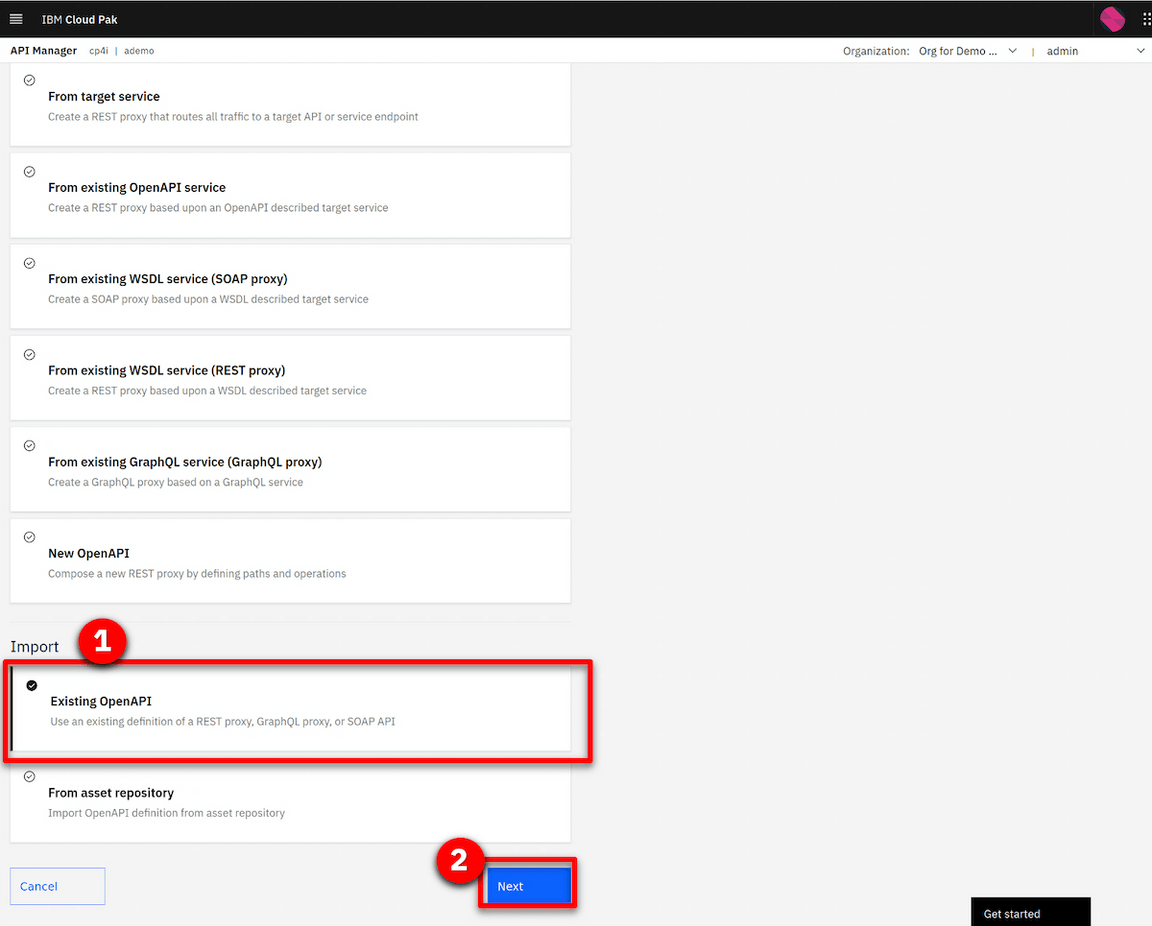 IBM Cloud Pak
API Manager cp4i | ademo Organization: Org for Demo ... | admin
From target service
Create a REST proxy that routes all traffic to a target API or service endpoint
From existing OpenAPI service
Create a REST proxy based upon an OpenAPI described target service
From existing WSDL service (SOAP proxy)
Create a SOAP proxy based upon a WSDL described target service
From existing WSDL service (REST proxy)
Create a REST proxy based upon a WSDL described target service
From existing GraphQL service (GraphQL proxy)
Create a GraphQL proxy based on a GraphQL service
New OpenAPI
Compose a new REST proxy by defining paths and operations
Import 1
Existing OpenAPI
Use an existing definition of a REST proxy, GraphQL proxy, or SOAP API
From asset repository
Import OpenAPI definition from asset repository
2
Cancel Next
Get started